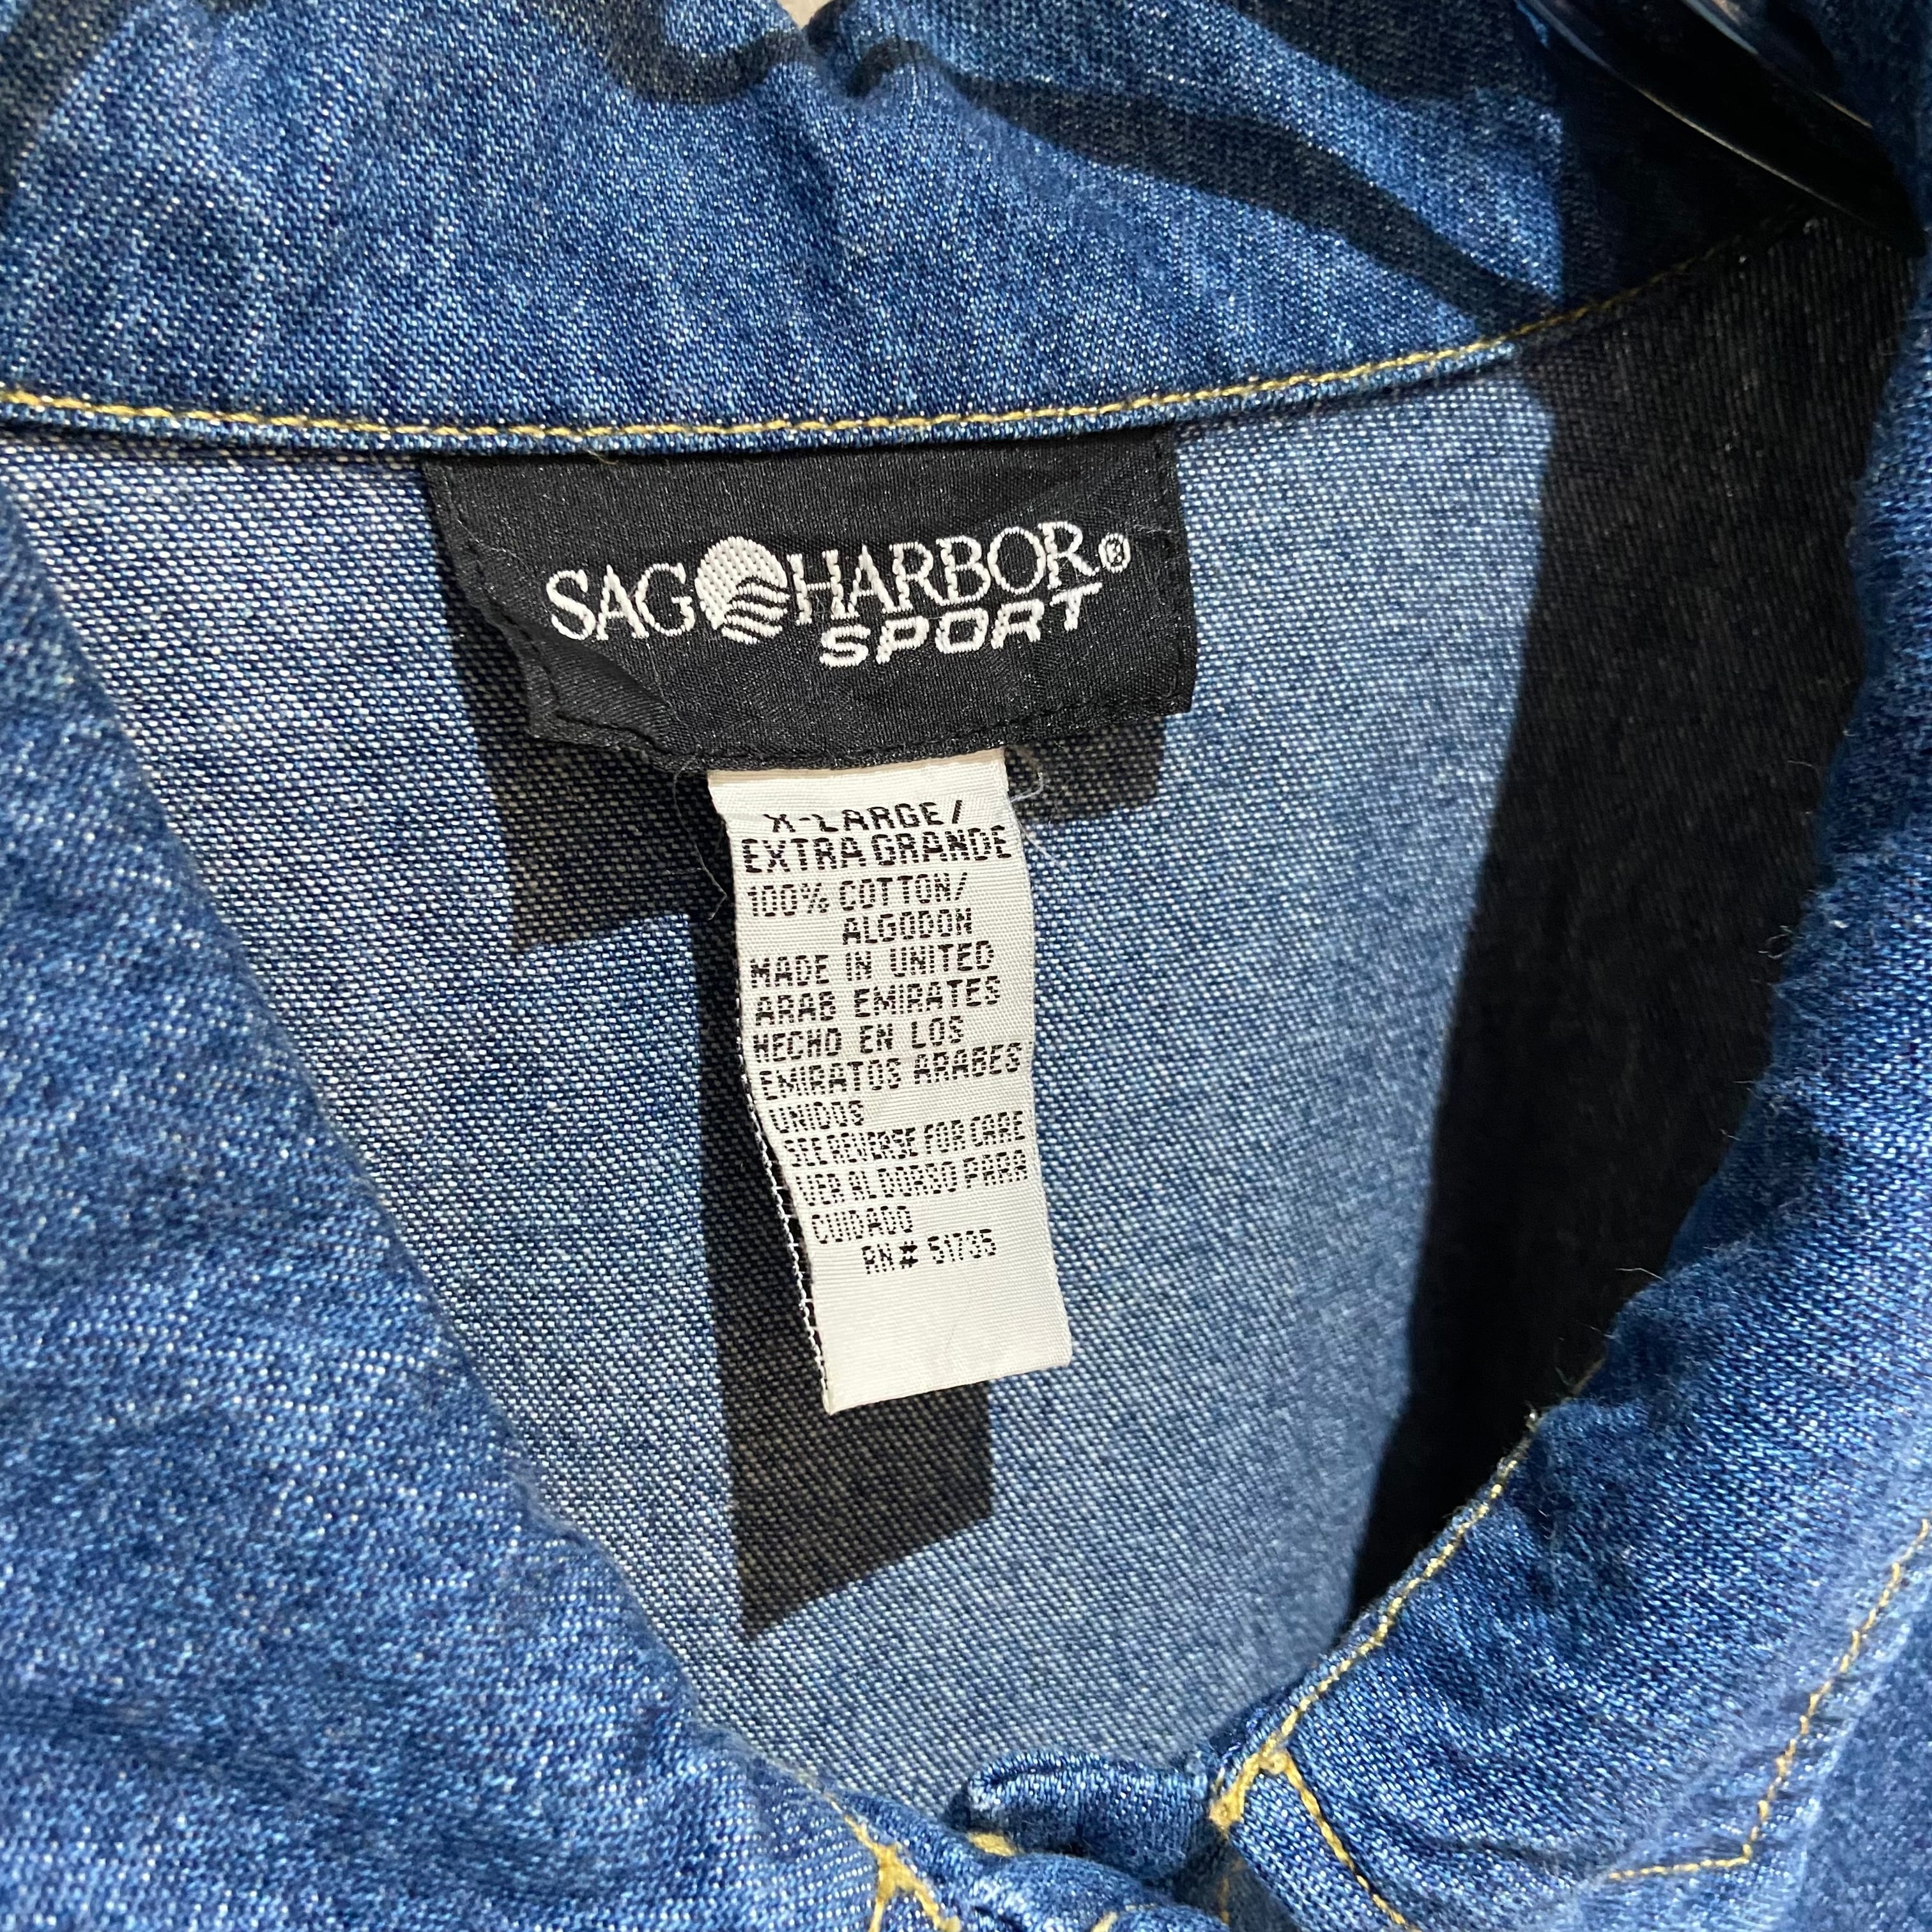 SAG HARBOR®
SPORT
X-LARGE/
EXTRA GRANDE
100% COTTON/
ALGODON
MADE IN UNITED
ARAB EMIRATES
HECHO EN LOS
EMIRATOS ARABES
UNIDOS
SEE REVERSE FOR CARE
VER AL DORSO PARA
CUIDADO
RN# 51735